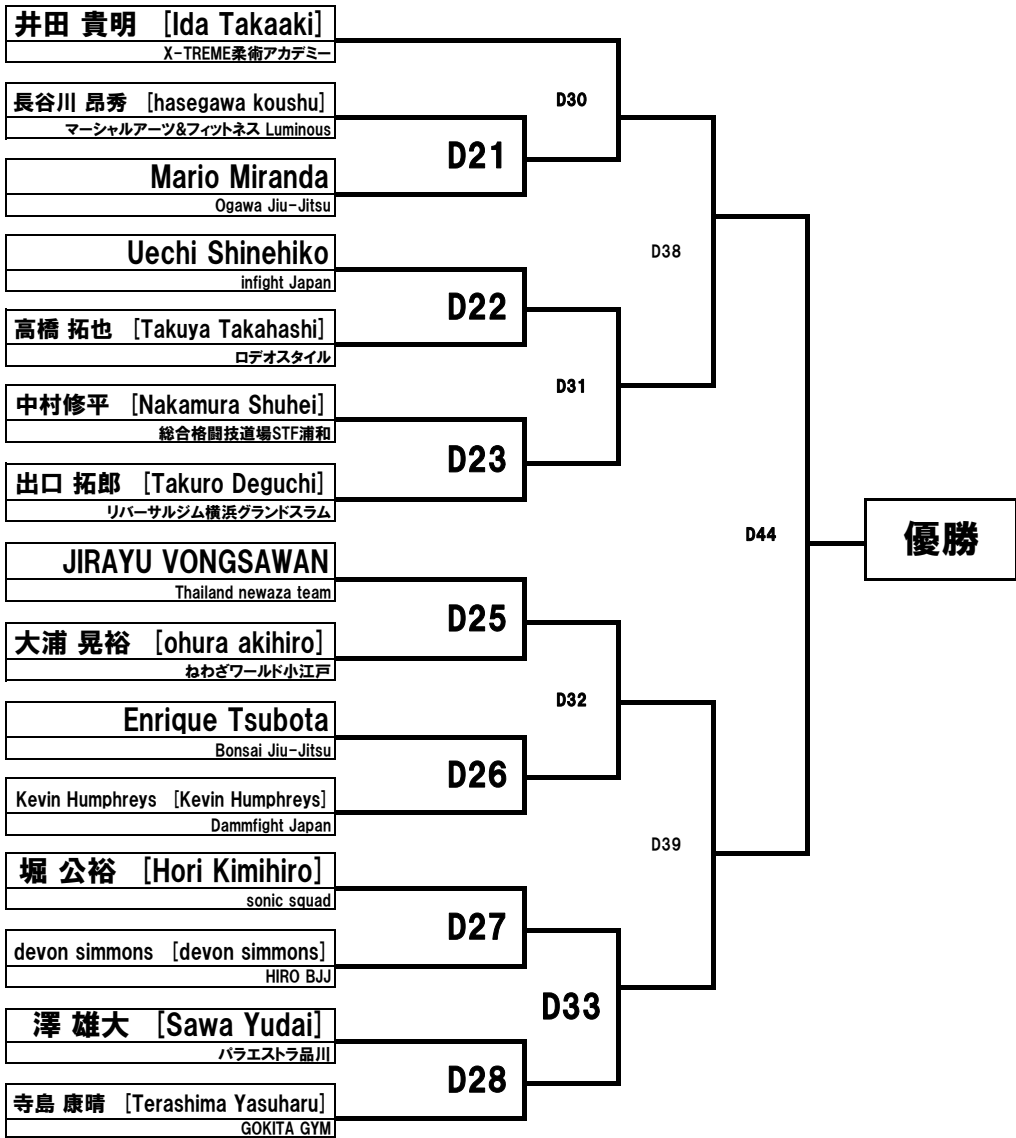 井田 貴明 [Ida Takaaki]
X-TREME柔術アカデミー
長谷川 昂秀 [hasegawa koushu]
マーシャルアーツ&フィットネス Luminous
Mario Miranda
Ogawa Jiu-Jitsu
Uechi Shinehiko
infight Japan
高橋 拓也 [Takuya Takahashi]
ロデオスタイル
中村修平 [Nakamura Shuhei]
総合格闘技道場STF浦和
出口 拓郎 [Takuro Deguchi]
リバーサルジム横浜グランドスラム
JIRAYU VONGSAWAN
Thailand newaza team
大浦 晃裕 [ohura akihiro]
ねわざワールド小江戸
Enrique Tsubota
Bonsai Jiu-Jitsu
Kevin Humphreys [Kevin Humphreys]
Dammfight Japan
堀 公裕 [Hori Kimihiro]
sonic squad
devon simmons [devon simmons]
HIRO BJJ
澤 雄大 [Sawa Yudai]
パラエストラ品川
寺島 康晴 [Terashima Yasuharu]
GOKITA GYM
D21
D22
D23
D25
D26
D27
D28
D30
D31
D32
D33
D38
D39
D44
優勝